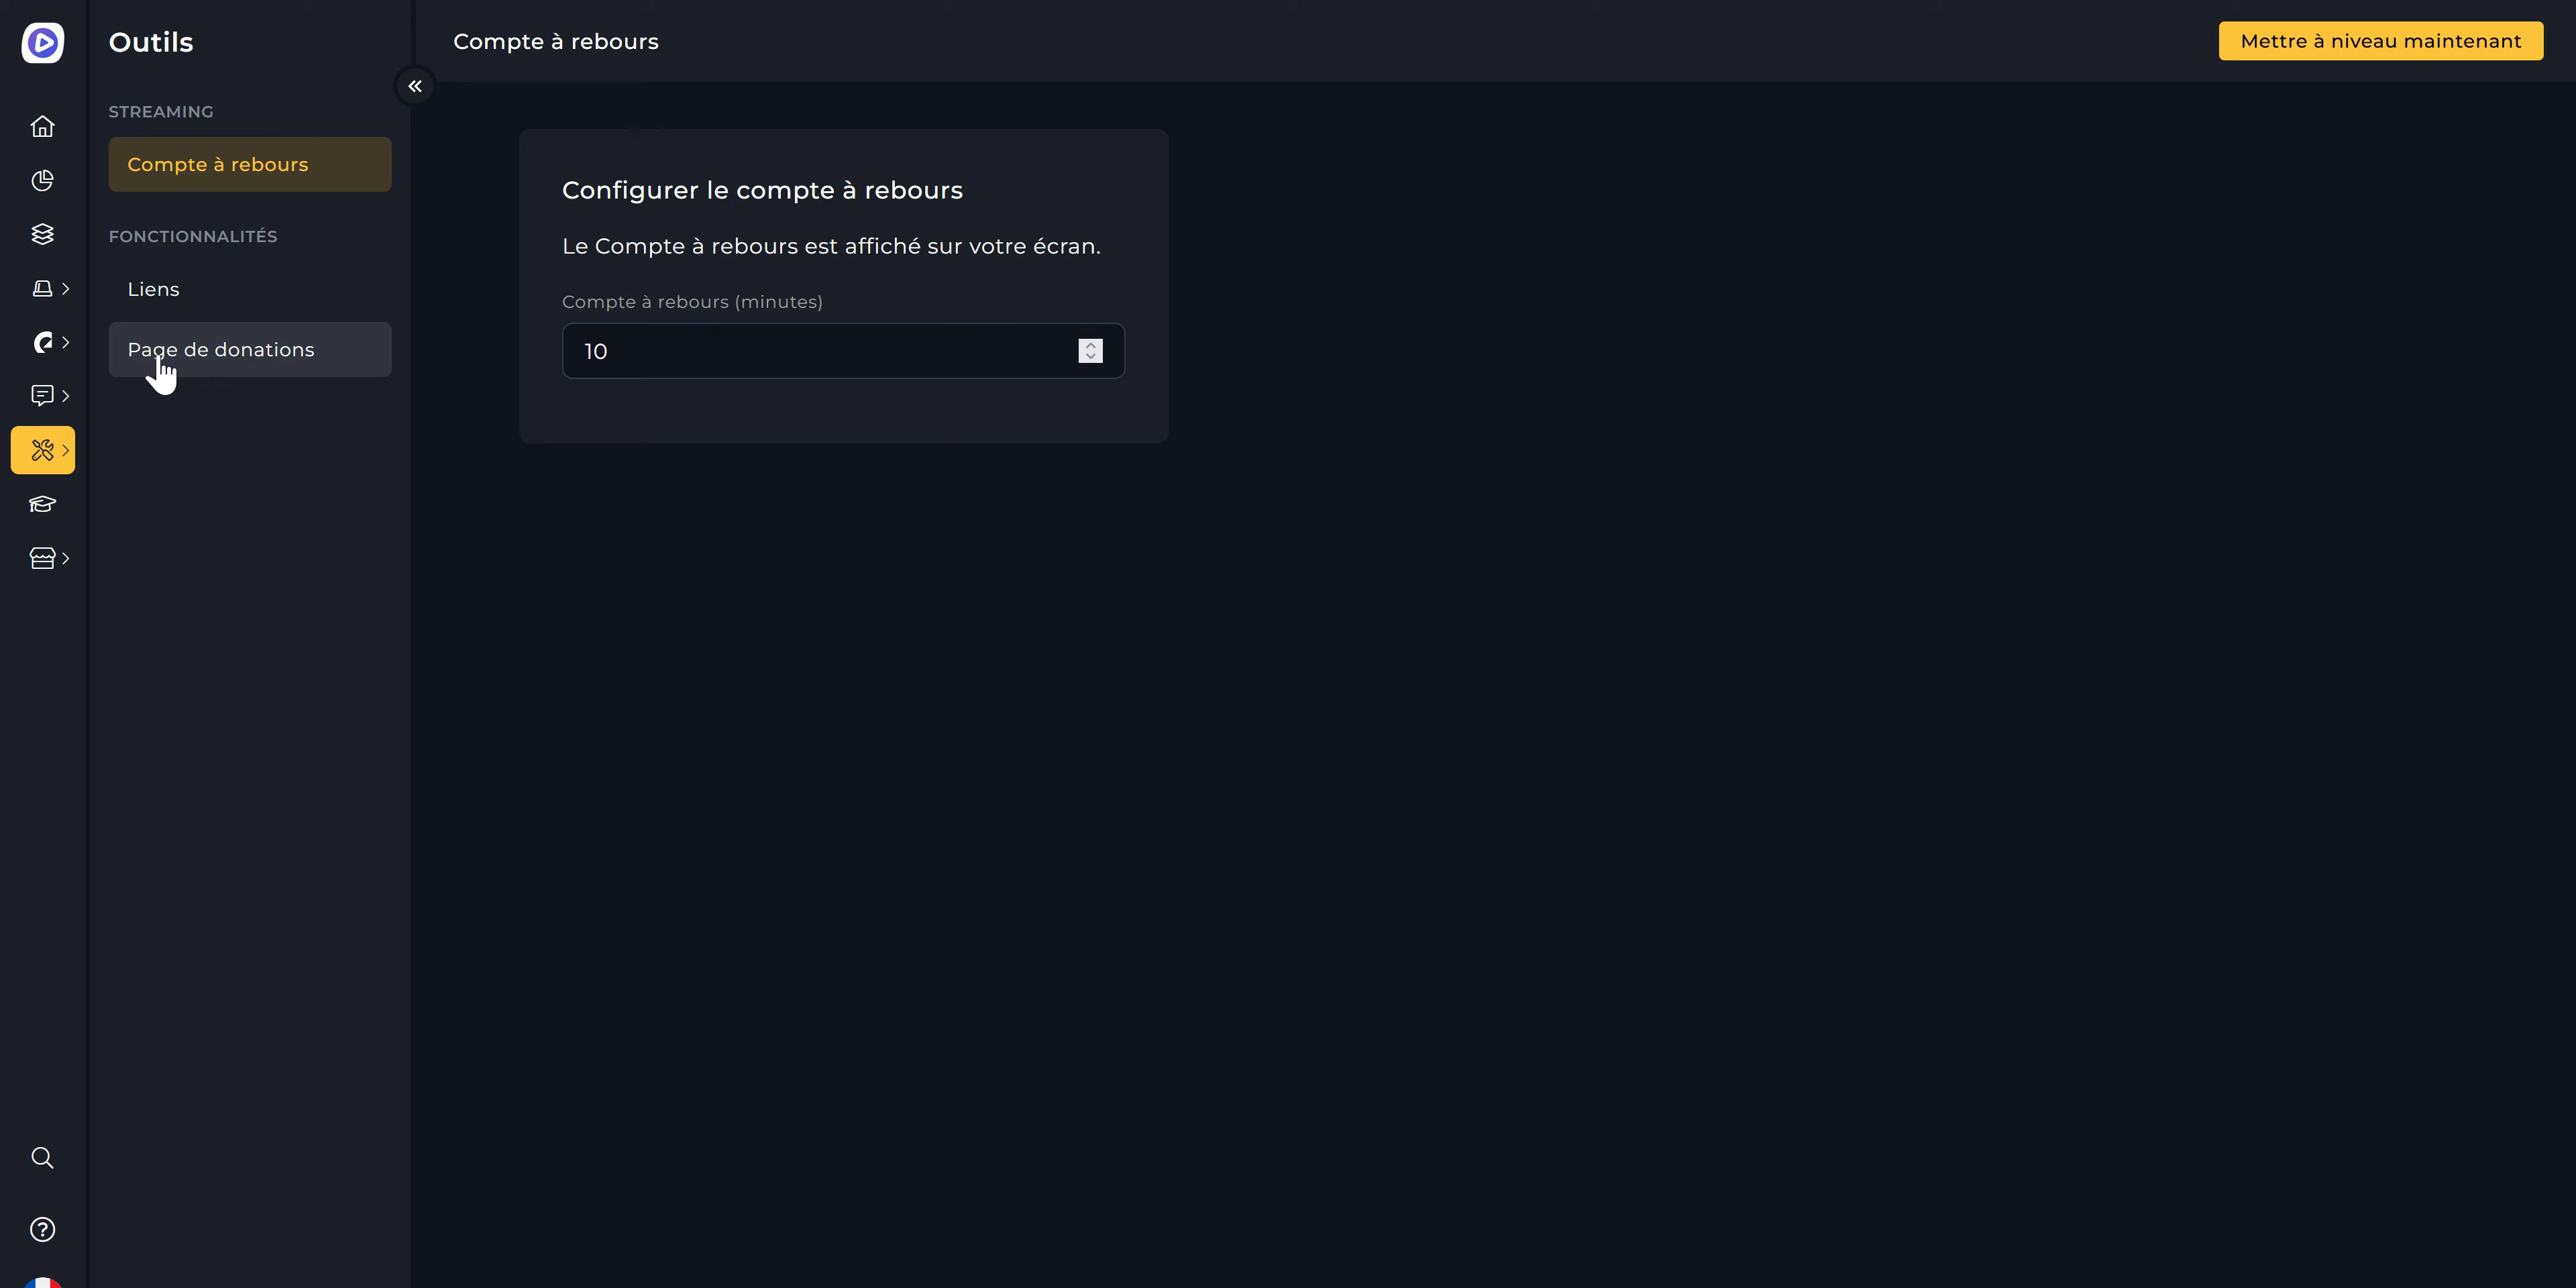 Outils
STREAMING
Compte à rebours
FONCTIONNALITÉS
Liens
Page de donations
Compte à rebours
Mettre à niveau maintenant
Configurer le compte à rebours
Le Compte à rebours est affiché sur votre écran.
Compte à rebours (minutes)
10